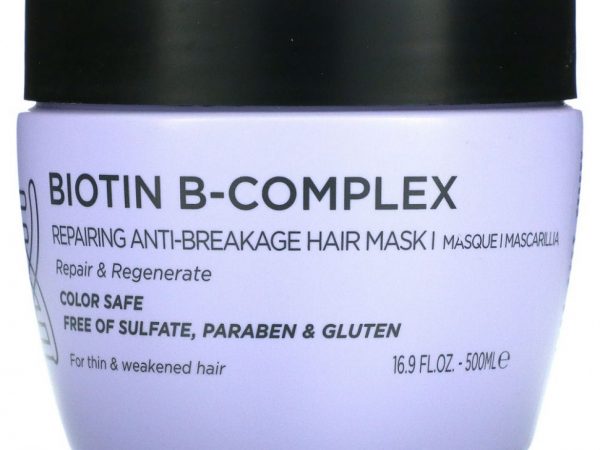 BIOTIN B-COMPLEX
REPAIRING ANTI-BREAKAGE HAIR MASK | MASQUE | MASCARILLIA
Repair & Regenerate
COLOR SAFE
FREE OF SULFATE, PARABEN & GLUTEN
For thin & weakened hair
16.9 FL.OZ. - 500ML℮